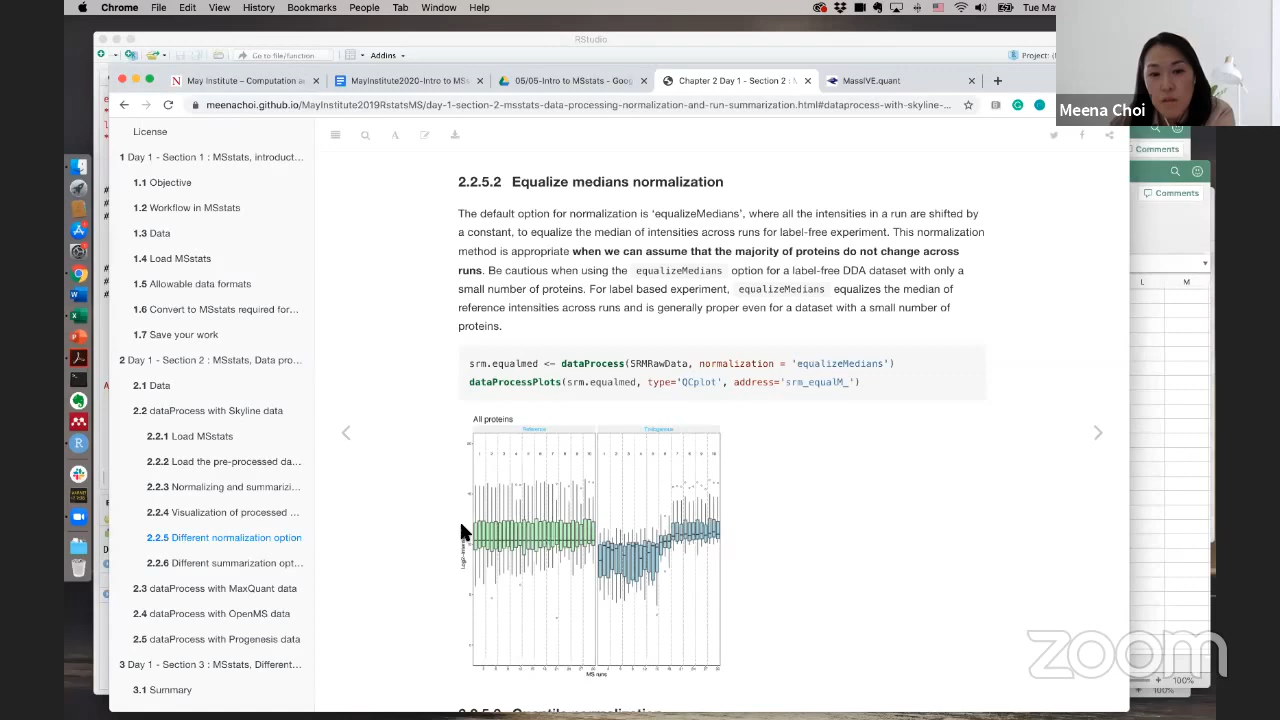 Chrome File Edit View History Bookmarks People Tab Window Help
RStudio
Go to file/function
Addins
Project:
May Institute – Computation a
MayInstitute2020-Intro to MS
05/05-Intro to MSstats - Goog
Chapter 2 Day 1 - Section 2 : M
MassIVE.quant
meenachoi.github.io/MayInstitute2019RstatsMS/day-1-section-2-msstats-data-processing-normalization-and-run-summarization.html#dataprocess-with-skyline-...
Meena Choi
Comments
Comments
L M
License
1 Day 1 - Section 1 : MSstats, introduct...
1.1 Objective
1.2 Workflow in MSstats
1.3 Data
1.4 Load MSstats
1.5 Allowable data formats
1.6 Convert to MSstats required for...
1.7 Save your work
2 Day 1 - Section 2 : MSstats, Data pro...
2.1 Data
2.2 dataProcess with Skyline data
2.2.1 Load MSstats
2.2.2 Load the pre-processed da...
2.2.3 Normalizing and summarizi...
2.2.4 Visualization of processed ...
2.2.5 Different normalization option
2.2.6 Different summarization opt...
2.3 dataProcess with MaxQuant data
2.4 dataProcess with OpenMS data
2.5 dataProcess with Progenesis data
3 Day 1 - Section 3 : MSstats, Different...
3.1 Summary
2.2.5.2 Equalize medians normalization
The default option for normalization is ‘equalizeMedians’, where all the intensities in a run are shifted by
a constant, to equalize the median of intensities across runs for label-free experiment. This normalization
method is appropriate when we can assume that the majority of proteins do not change across
runs. Be cautious when using the equalizeMedians option for a label-free DDA dataset with only a
small number of proteins. For label based experiment, equalizeMedians equalizes the median of
reference intensities across runs and is generally proper even for a dataset with a small number of
proteins.
srm.equalmed <- dataProcess(SRMRawData, normalization = 'equalizeMedians')
dataProcessPlots(srm.equalmed, type='QCplot', address='srm_equalM_')
All proteins
Reference Endogenous
MS runs
zoom
100%
100%